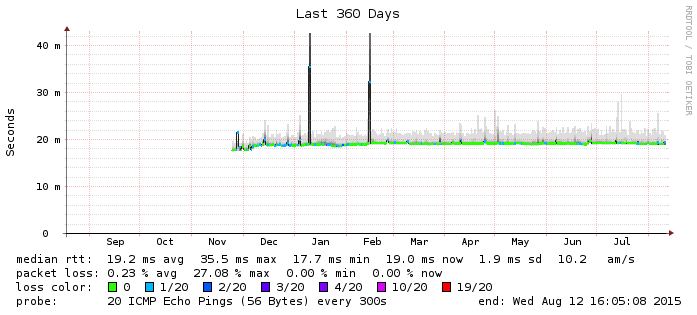 Last 360 Days
RRDTOOL / TOBI OETIKER
Seconds
40 m
30 m
20 m
10 m
0
Sep Oct Nov Dec Jan Feb Mar Apr May Jun Jul
median rtt: 19.2 ms avg 35.5 ms max 17.7 ms min 19.0 ms now 1.9 ms sd 10.2 am/s
packet loss: 0.23 % avg 27.08 % max 0.00 % min 0.00 % now
loss color: 0 1/20 2/20 3/20 4/20 10/20 19/20
probe: 20 ICMP Echo Pings (56 Bytes) every 300s end: Wed Aug 12 16:05:08 2015